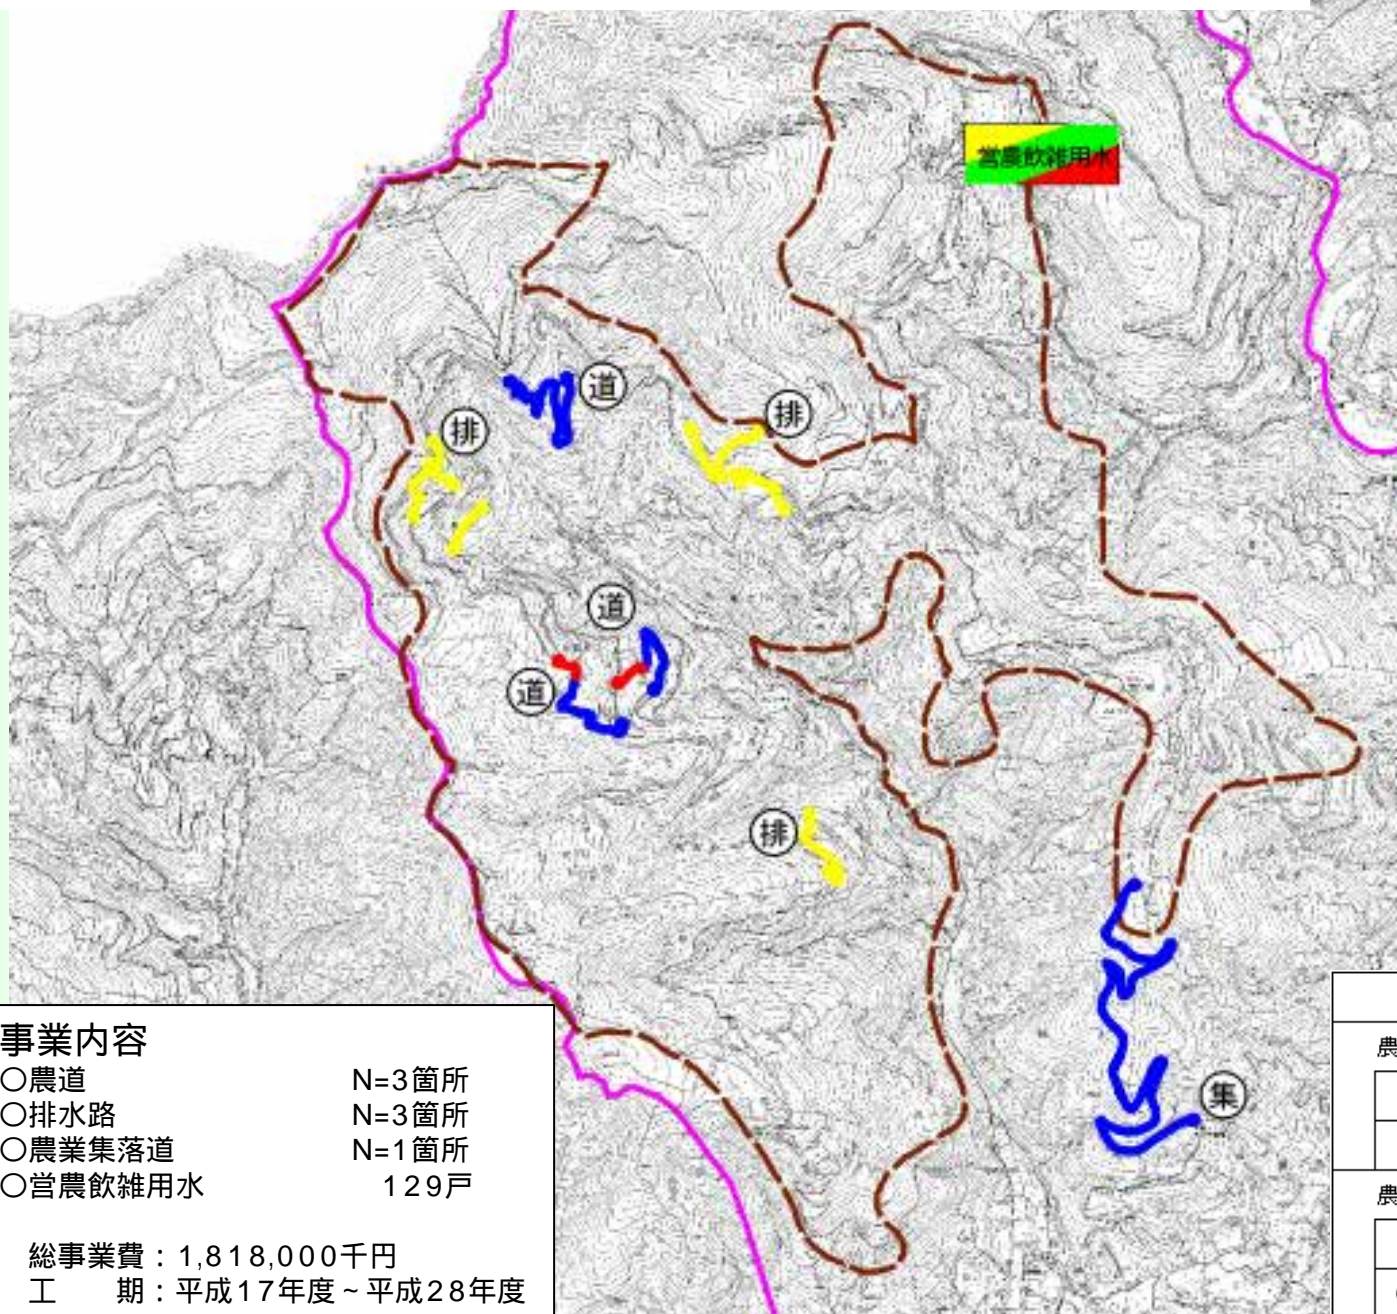 営農飲雑用水
道
排
排
道
道
排
集
事業内容
○農道 N=3箇所
○排水路 N=3箇所
○農業集落道 N=1箇所
○営農飲雑用水 129戸
総事業費：1,818,000千円
工　　期：平成17年度～平成28年度
農
農